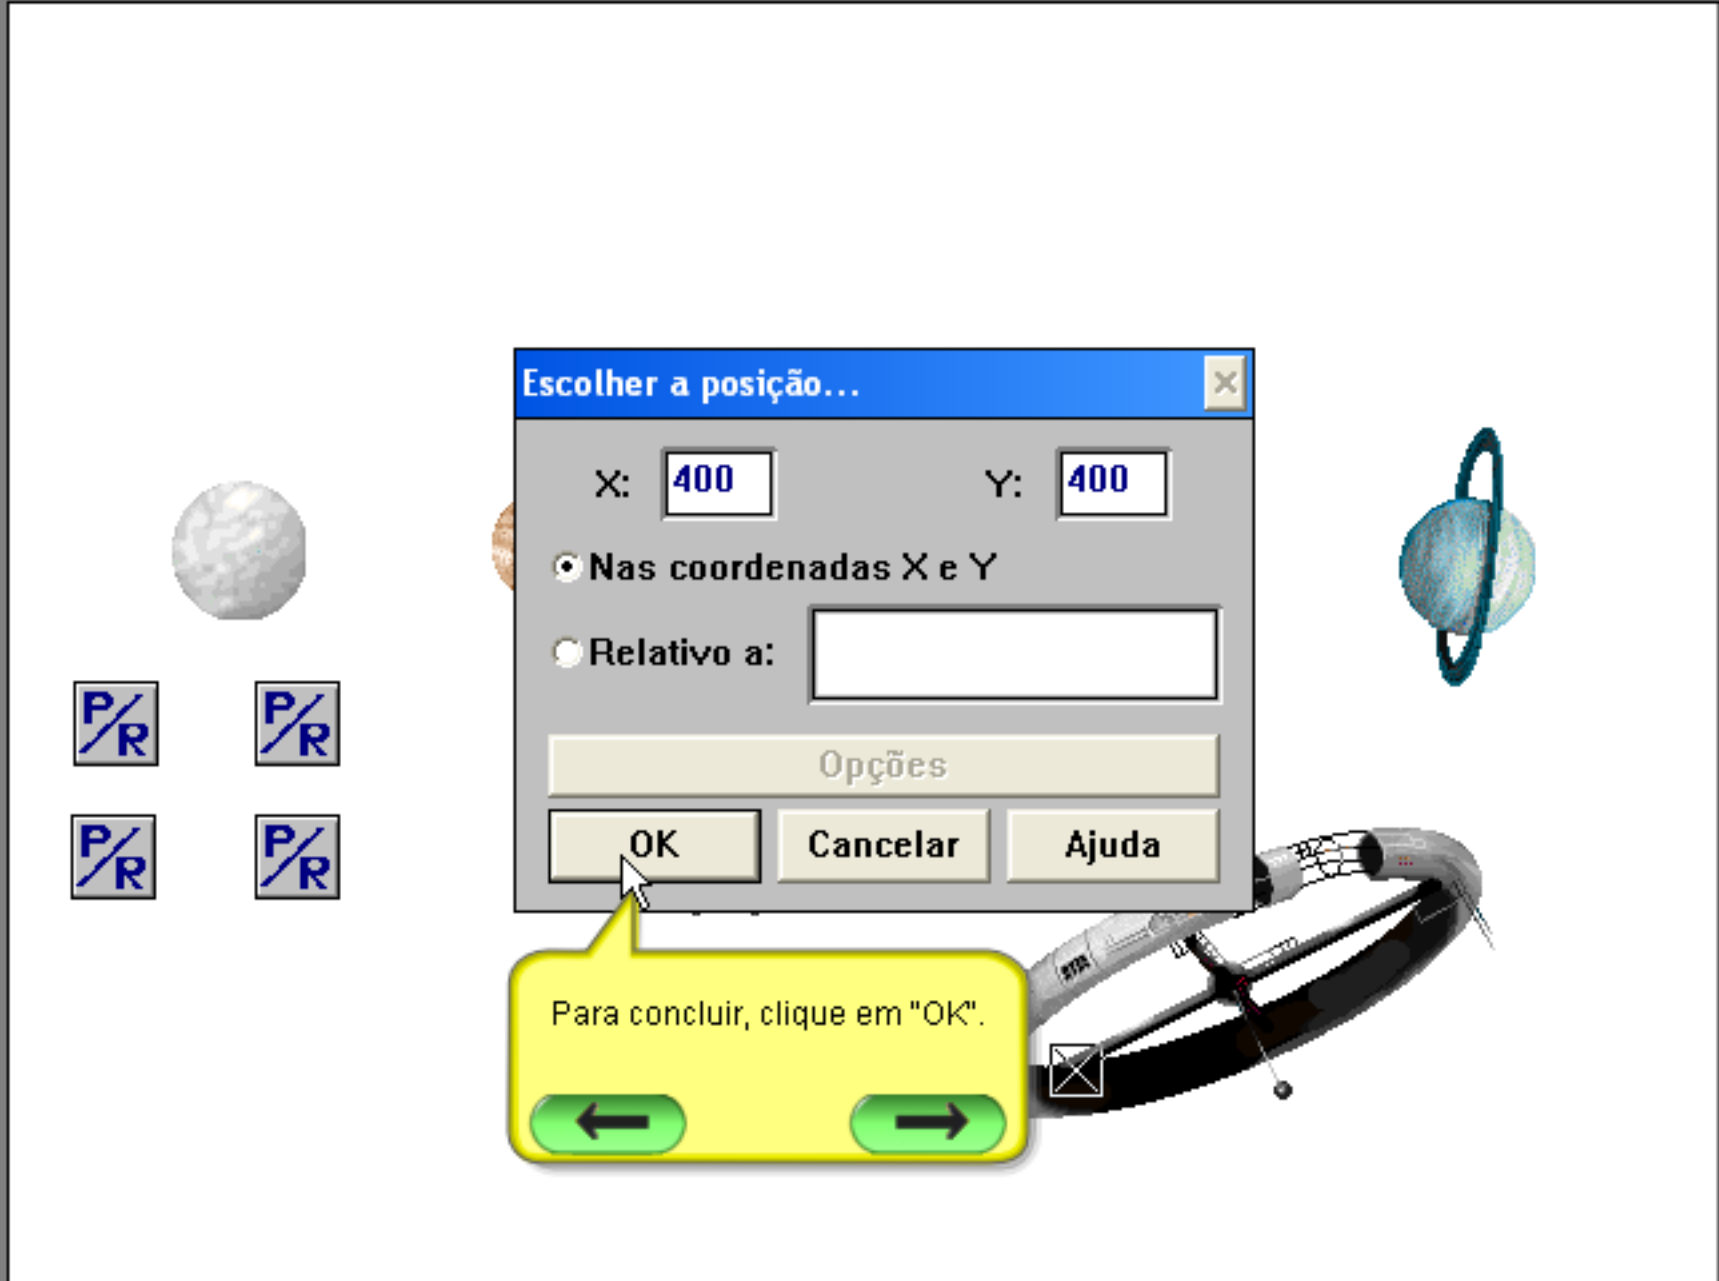 Escolher a posição...
X: 400 Y: 400
Nas coordenadas X e Y
Relativo a:
P/R P/R
Opções
OK Cancelar Ajuda
P/R P/R
Para concluir, clique em "OK".